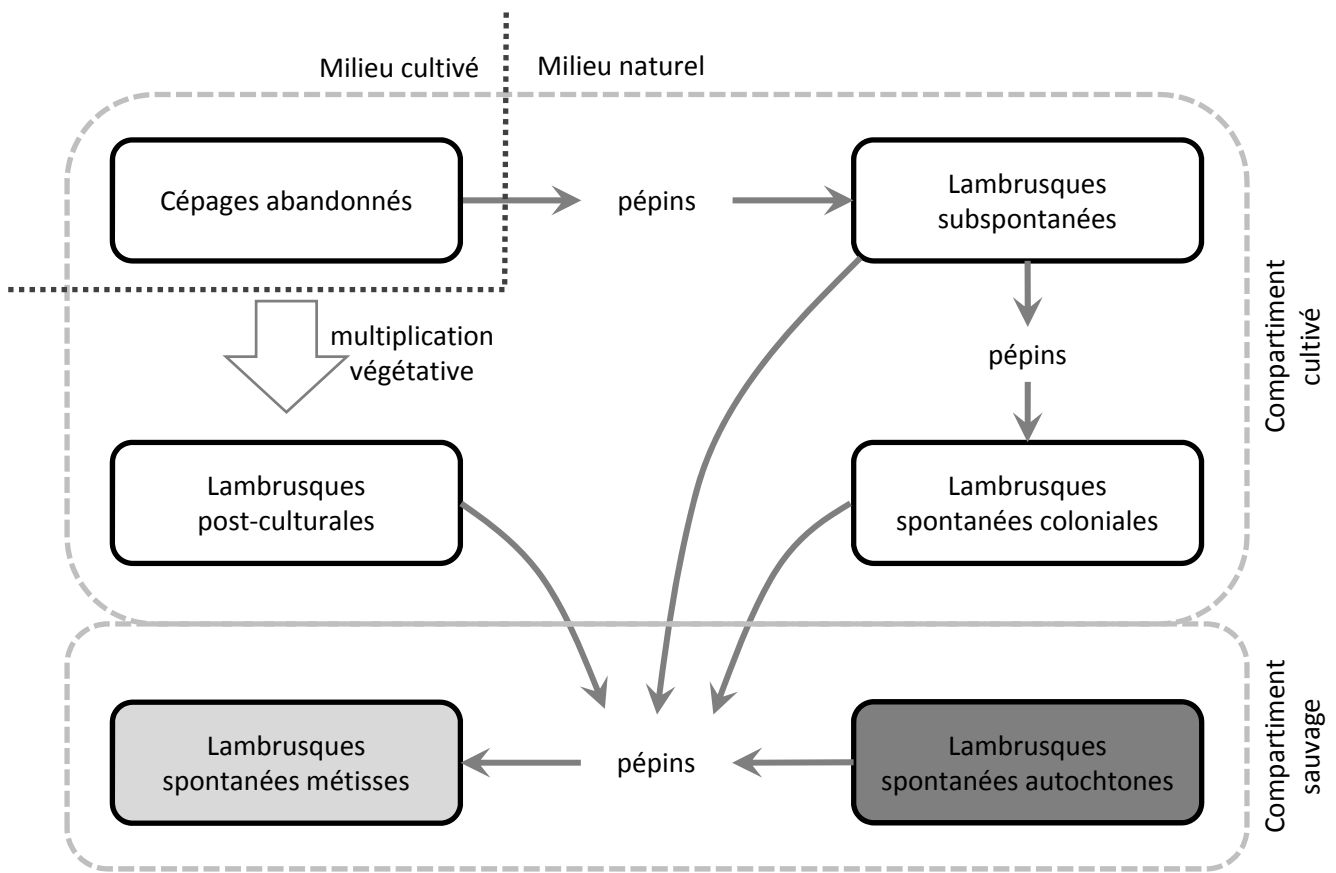 Milieu cultivé
Milieu naturel
Cépages abandonnés
pépins
Lambrusques
subspontanées
multiplication
végétative
pépins
Compartiment
cultivé
Lambrusques
post-culturales
Lambrusques
spontanées coloniales
Lambrusques
spontanées métisses
pépins
Lambrusques
spontanées autochtones
Compartiment
sauvage